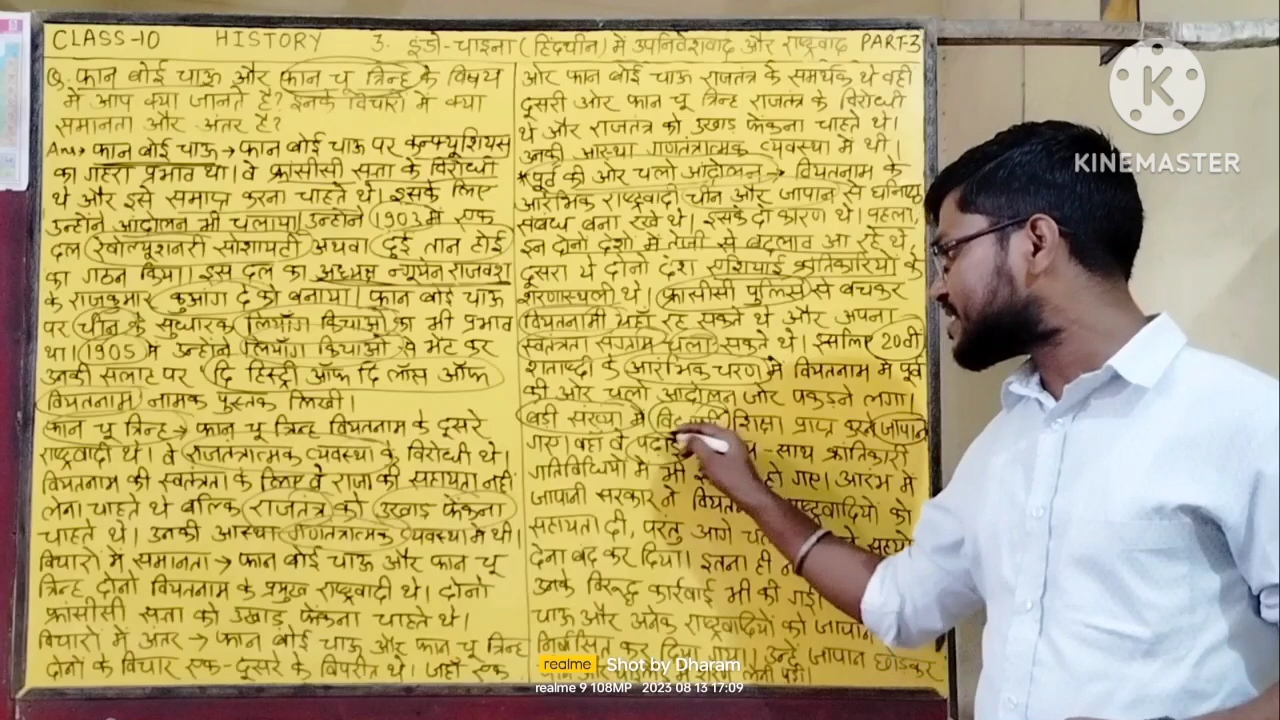 CLASS-10 HISTORY 3. इंडो-चाइना (हिंदचीन) में उपनिवेशवाद और राष्ट्रवाद PART-3
Q. फान बोई चाऊ और फान चू त्रिन्ह के विषय
में आप क्या जानते है? इनके विचारों में क्या
समानता और अंतर है?
Ans→ फान बोई चाऊ → फान बोई चाऊ पर कन्फ्यूशियस
का गहरा प्रभाव था। वे फ्रांसीसी सत्ता के विरोधी
थे और इसे समाप्त करना चाहते थे। इसके लिए
उन्होंने आंदोलन भी चलाया। उन्होंने 1903 में एक
दल रेवोल्यूशनरी सोशायटी अथवा दुई तान होई
का गठन किया। इस दल का अध्यक्ष न्यूयेन राजवंश
के राजकुमार कुआंग दे को बनाया। फान बोई चाऊ
पर चीन के सुधारक लियाँग किचाओ का भी प्रभाव
था। 1905 में उन्होंने लियाँग किचाओ से भेंट कर
उनकी सलाह पर 'दि हिस्ट्री ऑफ दि लॉस ऑफ
वियतनाम' नामक पुस्तक लिखी।
फान चू त्रिन्ह → फान चू त्रिन्ह वियतनाम के दूसरे
राष्ट्रवादी थे। वे राजतंत्रात्मक व्यवस्था के विरोधी थे।
वियतनाम की स्वतंत्रता के लिए वे राजा की सहायता नहीं
लेना चाहते थे बल्कि राजतंत्र को उखाड़ फेंकना
चाहते थे। उनकी आस्था गणतंत्रात्मक व्यवस्था में थी।
विचारों में समानता → फान बोई चाऊ और फान चू
त्रिन्ह दोनों वियतनाम के प्रमुख राष्ट्रवादी थे। दोनों
फ्रांसीसी सत्ता को उखाड़ फेंकना चाहते थे।
विचारों में अंतर → फान बोई चाऊ और फान चू त्रिन्ह
दोनों के विचार एक-दूसरे के विपरीत थे। जहाँ एक
ओर फान बोई चाऊ राजतंत्र के समर्थक थे वही
दूसरी ओर फान चू त्रिन्ह राजतंत्र के विरोधी
थे और राजतंत्र को उखाड़ फेंकना चाहते थे।
उनकी आस्था गणतंत्रात्मक व्यवस्था में थी।
*पूर्व की ओर चलो आंदोलन → वियतनाम के
आरंभिक राष्ट्रवादी चीन और जापान से घनिष्ठ
संबंध बना रखे थे। इसके दो कारण थे। पहला,
इन दोनों देशों में तेजी से बदलाव आ रहे थे,
दूसरा ये दोनों देश एशियाई क्रांतिकारियों के
शरणस्थली थे। फ्रांसीसी पुलिस से बचकर
वियतनामी यहाँ रह सकते थे और अपना
स्वतंत्रता संग्राम चला सकते थे। इसलिए 20वीं
शताब्दी के आरंभिक चरण में वियतनाम में पूर्व
की ओर चलो आंदोलन जोर पकड़ने लगा।
बड़ी संख्या में शिक्षा प्राप्त करने जापान
गए। वहां वे साथ क्रांतिकारी
गतिविधियों में भी हो गए। आरंभ में
जापानी सरकार ने राष्ट्रवादियों को
सहायता दी, परंतु आगे
देना बंद कर दिया। इतना ही
उनके विरूद्ध कार्रवाई भी की गई।
चाऊ और अनेक राष्ट्रवादियों को जापान
निर्वासित कर दिया गया। उन्हें जापान छोड़कर
और थाइलैंड में शरण लेनी पड़ी।
K
KINEMASTER
realme Shot by Dharam
realme 9 108MP 2023 08 13 17:09